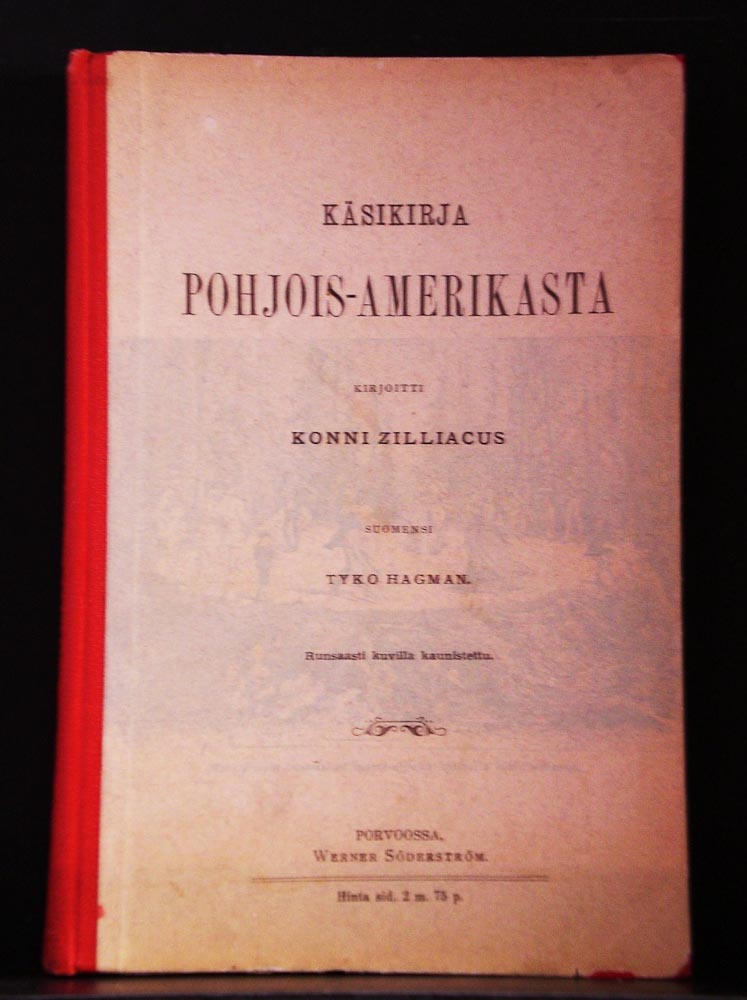 KÄSIKIRJA
POHJOIS-AMERIKASTA
KIRJOITTI
KONNI ZILLIACUS
SUOMENSI
TYKO HAGMAN.
Runsaasti kuvilla kaunistettu.
PORVOOSSA,
WERNER SÖDERSTRÖM.
Hinta sid. 2 m. 75 p.